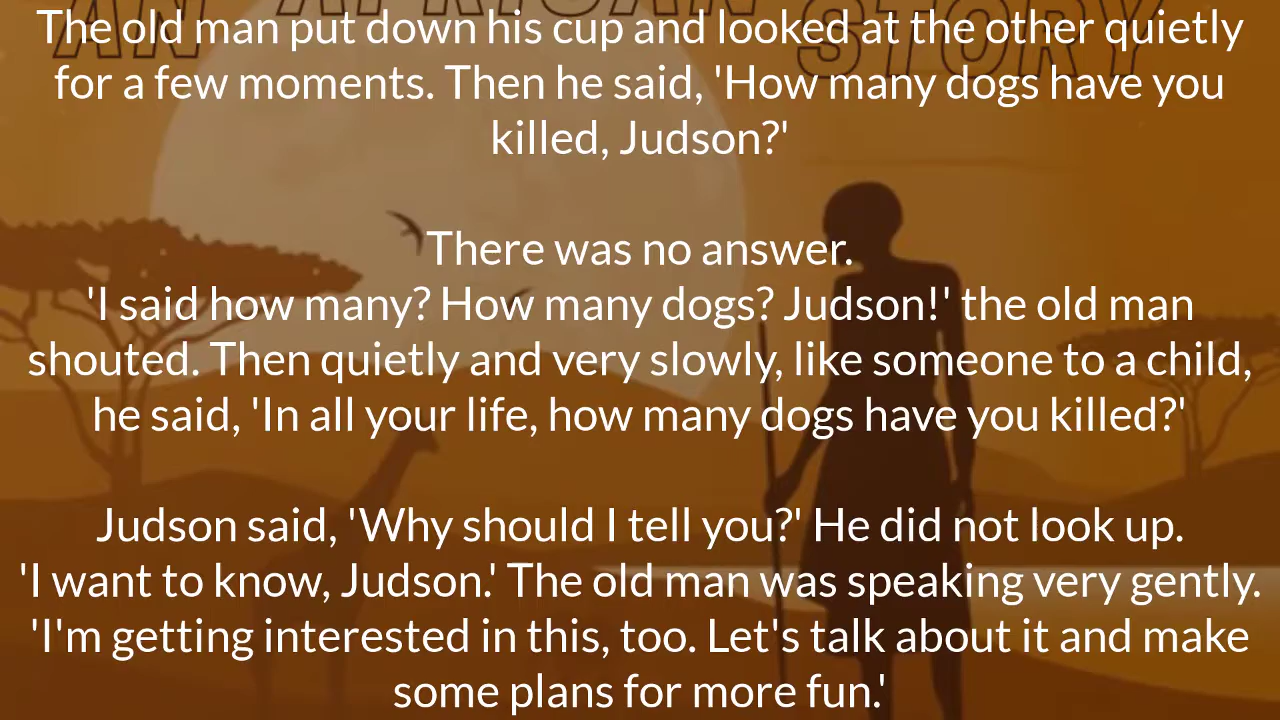 AN AFRICAN STORY
The old man put down his cup and looked at the other quietly
for a few moments. Then he said, 'How many dogs have you
killed, Judson?'
There was no answer.
'I said how many? How many dogs? Judson!' the old man
shouted. Then quietly and very slowly, like someone to a child,
he said, 'In all your life, how many dogs have you killed?'
Judson said, 'Why should I tell you?' He did not look up.
'I want to know, Judson.' The old man was speaking very gently.
'I'm getting interested in this, too. Let's talk about it and make
some plans for more fun.'